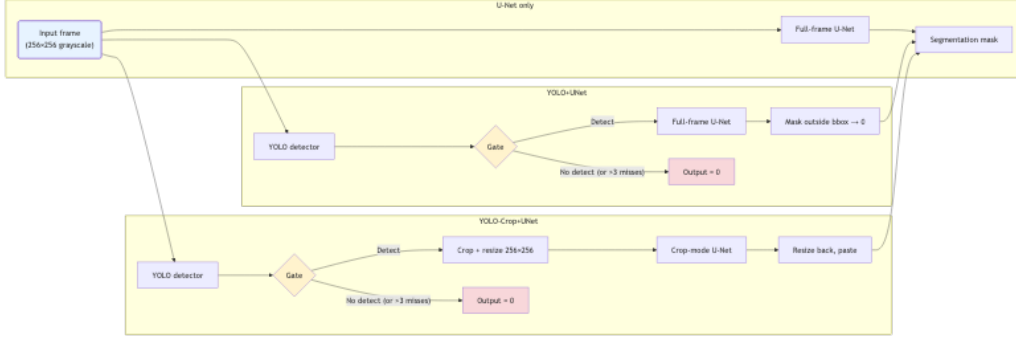 U-Net only
Input frame
(256×256 grayscale)
Full-frame U-Net
Segmentation mask
YOLO+UNet
YOLO detector
Gate
Detect
Full-frame U-Net
Mask outside bbox → 0
No detect (or >3 misses)
Output = 0
YOLO-Crop+UNet
YOLO detector
Gate
Detect
Crop + resize 256×256
Crop-mode U-Net
Resize back, paste
No detect (or >3 misses)
Output = 0